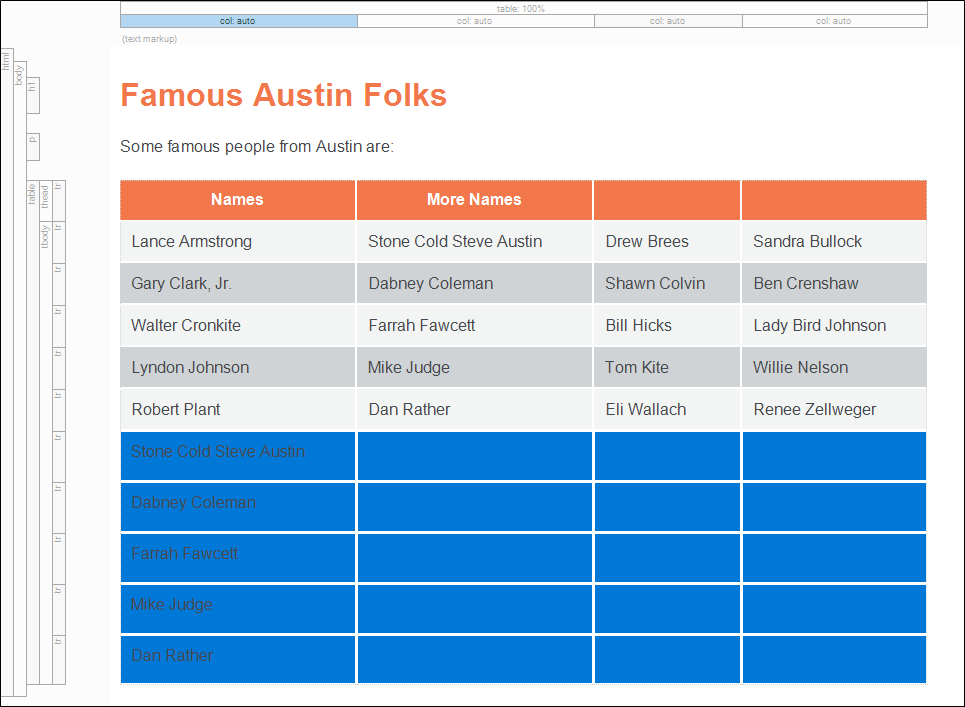 table: 100%
col: auto col: auto col: auto col: auto
(text markup)
html
body
h1
Famous Austin Folks
p
Some famous people from Austin are:
table thead tr
Names More Names
tbody tr
Lance Armstrong Stone Cold Steve Austin Drew Brees Sandra Bullock
tr
Gary Clark, Jr. Dabney Coleman Shawn Colvin Ben Crenshaw
tr
Walter Cronkite Farrah Fawcett Bill Hicks Lady Bird Johnson
tr
Lyndon Johnson Mike Judge Tom Kite Willie Nelson
tr
Robert Plant Dan Rather Eli Wallach Renee Zellweger
tr
Stone Cold Steve Austin
tr
Dabney Coleman
tr
Farrah Fawcett
tr
Mike Judge
tr
Dan Rather